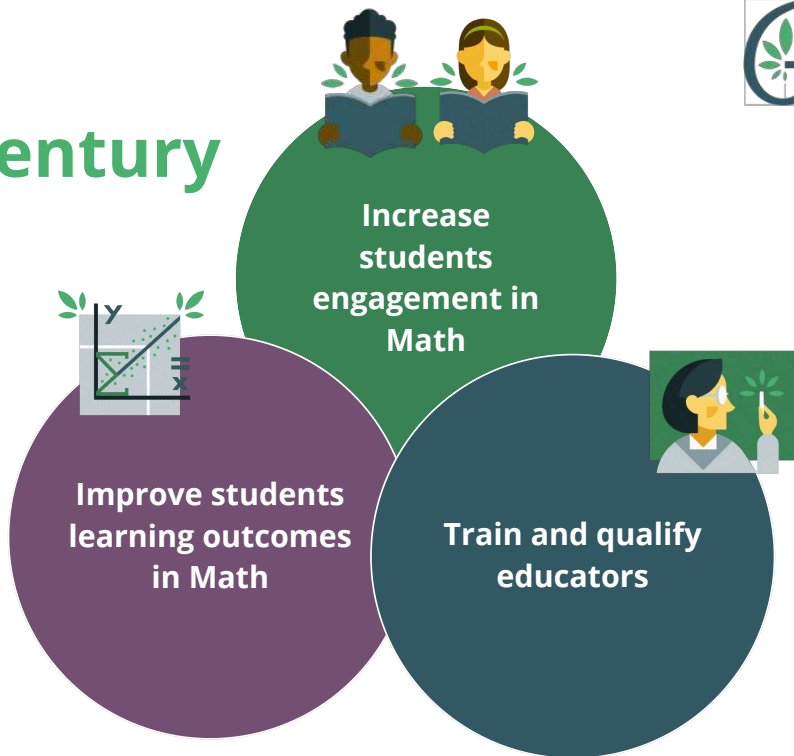 entury
Increase
students
engagement in
Math
y
=
x
Improve students
learning outcomes
in Math
Train and qualify
educators